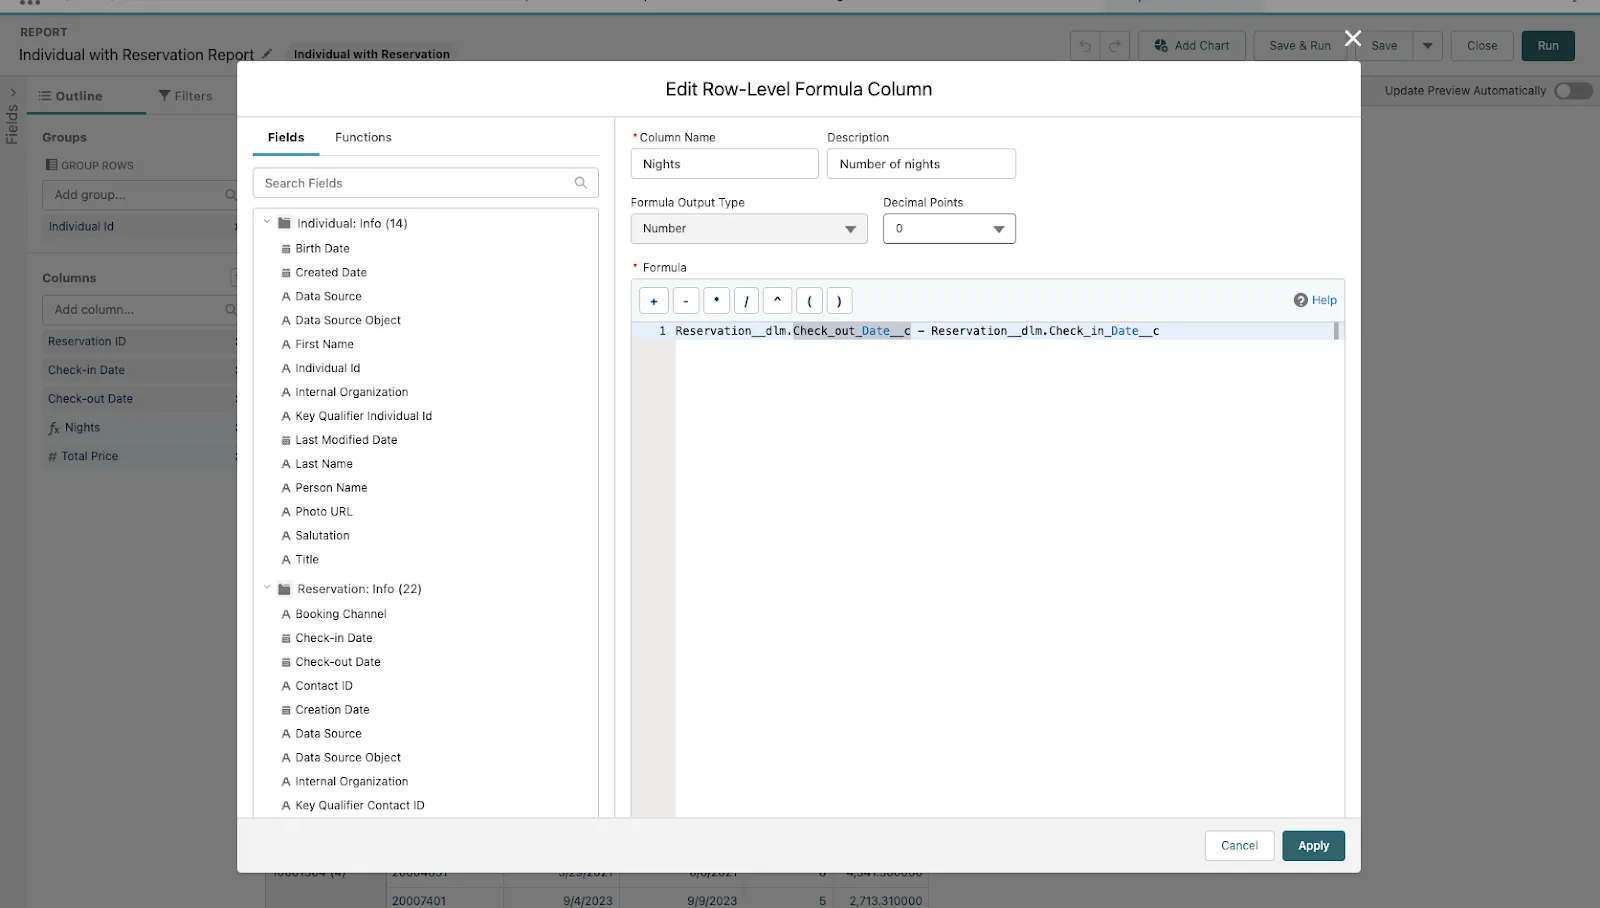 REPORT
Individual with Reservation Report
Individual with Reservation
Add Chart
Save & Run
Save
Close
Run
Fields
Outline
Filters
Update Preview Automatically
Groups
GROUP ROWS
Add group...
Individual Id
Columns
Add column...
Reservation ID
Check-in Date
Check-out Date
fx Nights
# Total Price
Edit Row-Level Formula Column
Fields
Functions
Search Fields
Individual: Info (14)
Birth Date
Created Date
A Data Source
A Data Source Object
A First Name
A Individual Id
A Internal Organization
A Key Qualifier Individual Id
Last Modified Date
A Last Name
A Person Name
A Photo URL
A Salutation
A Title
Reservation: Info (22)
A Booking Channel
Check-in Date
Check-out Date
A Contact ID
Creation Date
A Data Source
A Data Source Object
A Internal Organization
A Key Qualifier Contact ID
* Column Name
Nights
Description
Number of nights
Formula Output Type
Number
Decimal Points
0
* Formula
+ - * / ^ ( )
? Help
1 Reservation__dlm.Check_out_Date__c - Reservation__dlm.Check_in_Date__c
Cancel
Apply
20007401 9/4/2023 9/9/2023 5 2,713.310000